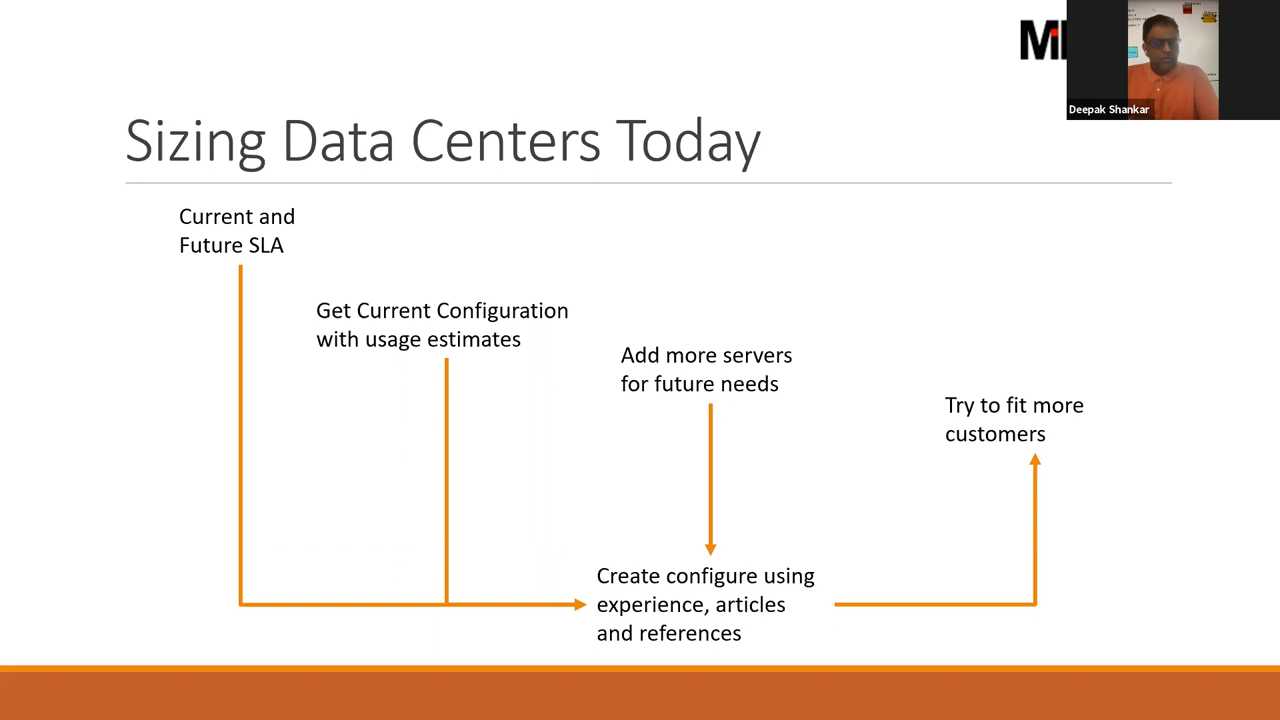 Deepak Shankar
Sizing Data Centers Today
Current and
Future SLA
Get Current Configuration
with usage estimates
Add more servers
for future needs
Try to fit more
customers
Create configure using
experience, articles
and references